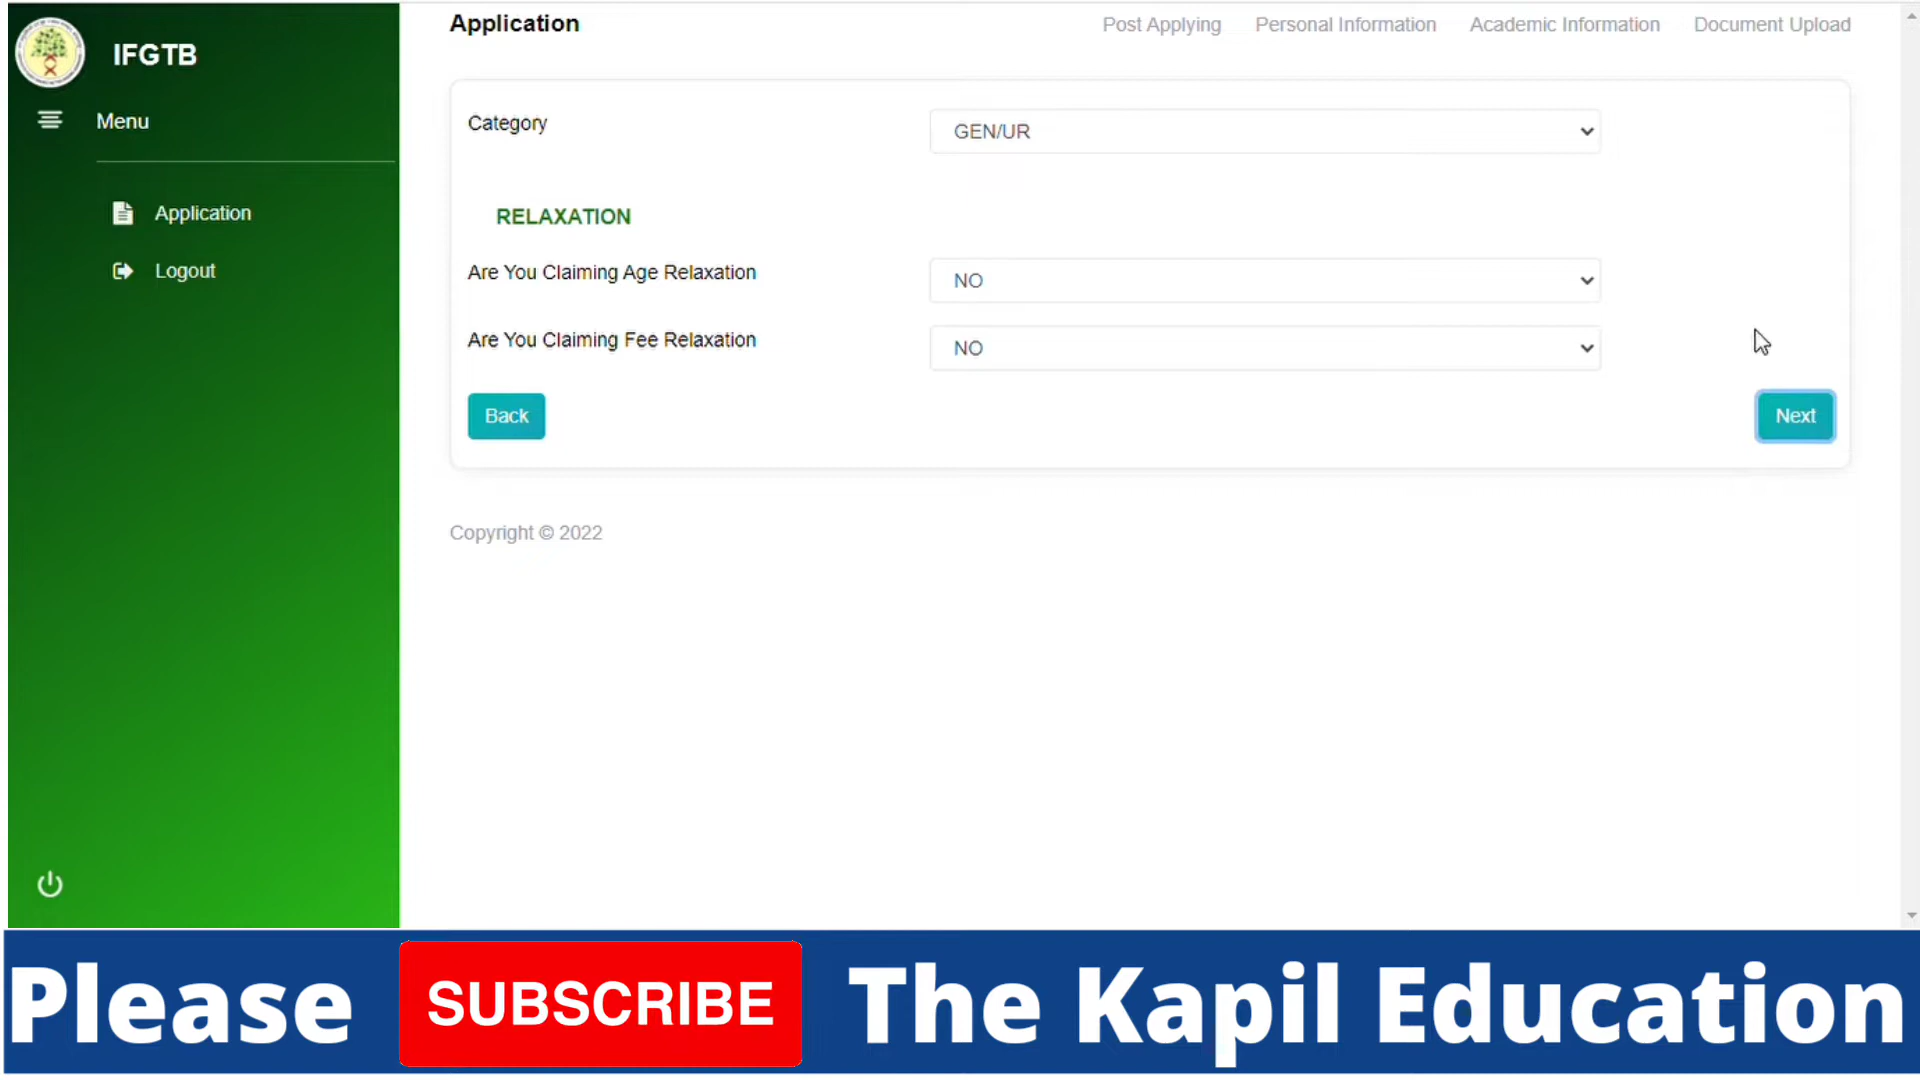 IFGTB
Menu
Application
Logout
Application
Post Applying Personal Information Academic Information Document Upload
Category GEN/UR
RELAXATION
Are You Claiming Age Relaxation NO
Are You Claiming Fee Relaxation NO
Back Next
Copyright © 2022
Please SUBSCRIBE The Kapil Education